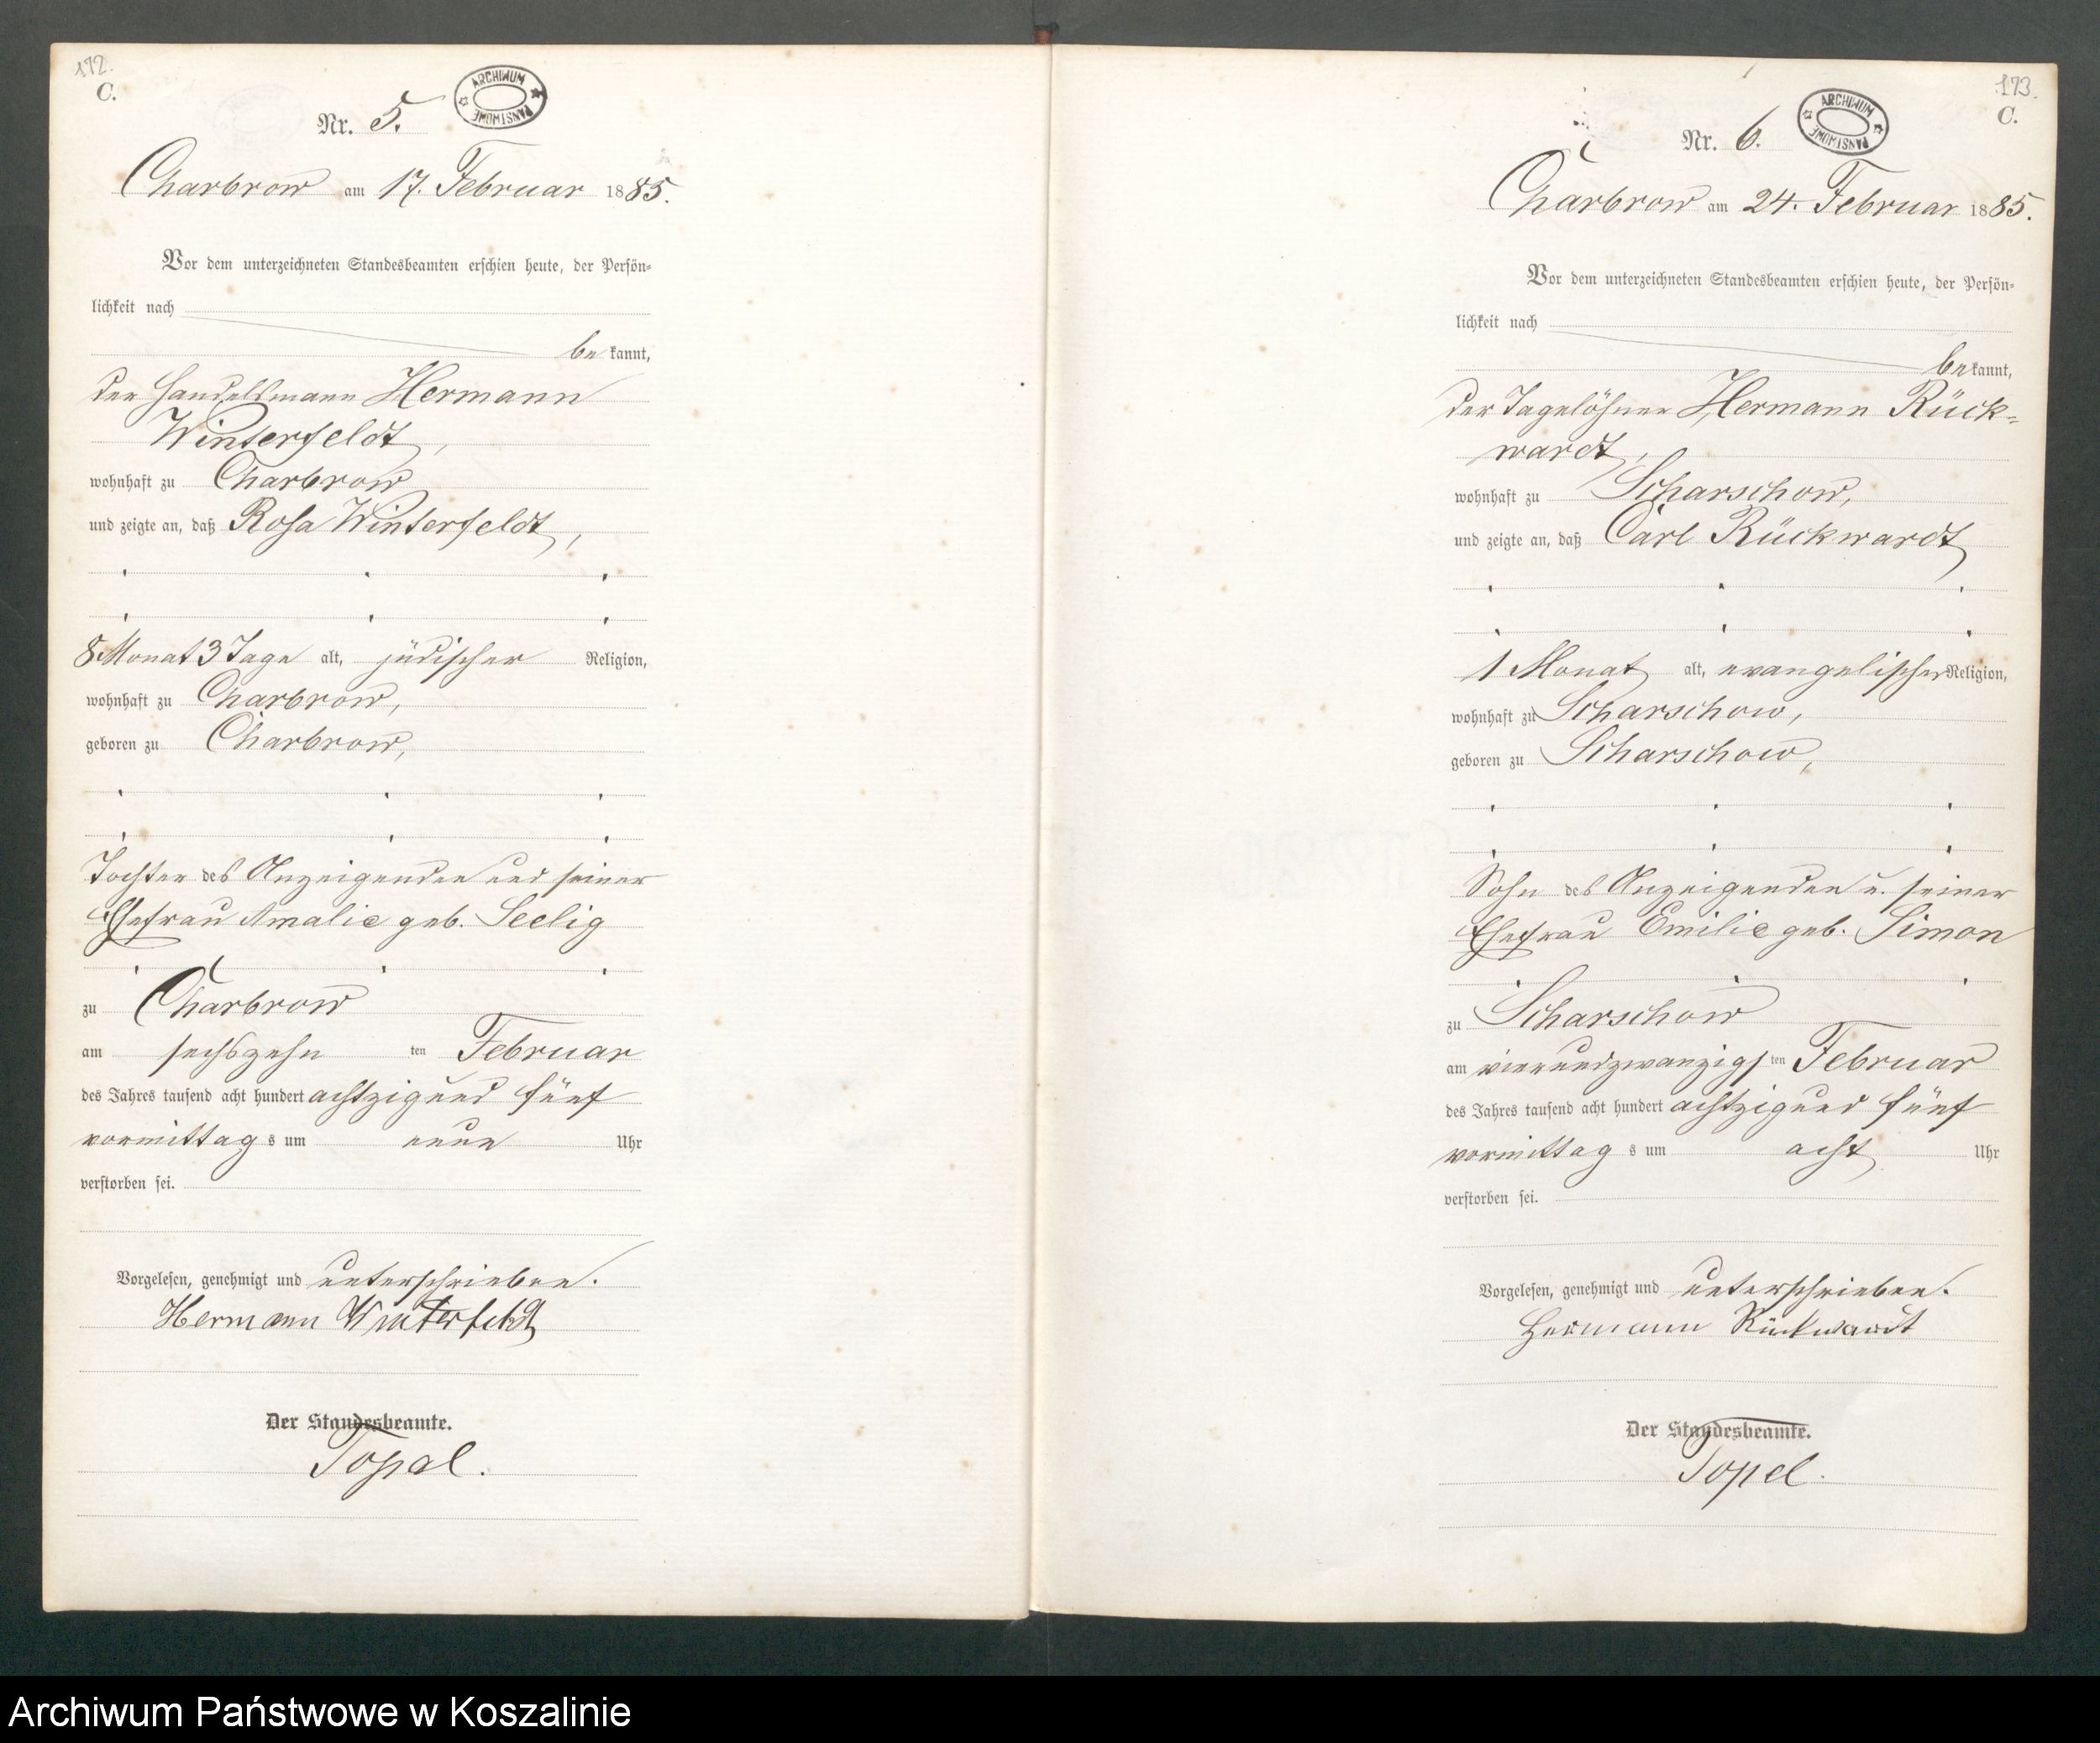 172.
C.
Nr. 5.
ARCHIWUM PAŃSTWOWE
Charbrow am 17. Februar 1885.
Vor dem unterzeichneten Standesbeamten erschien heute, der Persön-
lichkeit nach
bekannt,
der Handelsmann Hermann
Winterfeldt,
wohnhaft zu Charbrow
und zeigte an, daß Rosa Winterfeldt,
8 Monat 3 Tage alt, jüdischer Religion,
wohnhaft zu Charbrow,
geboren zu Charbrow,
Tochter des Anzeigenden und seiner
Ehefrau Amalie geb. Seelig
zu Charbrow
am sechszehn ten Februar
des Jahres tausend acht hundert achtzig und fünf
vormittags um neun Uhr
verstorben sei.
Vorgelesen, genehmigt und unterschrieben.
Hermann Winterfeldt
Der Standesbeamte.
Topel.
173.
C.
Nr. 6.
ARCHIWUM PAŃSTWOWE
Charbrow am 24. Februar 1885.
Vor dem unterzeichneten Standesbeamten erschien heute, der Persön-
lichkeit nach
bekannt,
der Tagelöhner Hermann Rück-
wardt,
wohnhaft zu Scharschow,
und zeigte an, daß Carl Rückwardt
1 Monat alt, evangelischer Religion,
wohnhaft zu Scharschow,
geboren zu Scharschow,
Sohn des Anzeigenden u. seiner
Ehefrau Emilie geb. Simon
zu Scharschow
am vierundzwanzigsten Februar
des Jahres tausend acht hundert achtzig und fünf
vormittags um acht Uhr
verstorben sei.
Vorgelesen, genehmigt und unterschrieben.
Hermann Rückwardt
Der Standesbeamte.
Topel.
Archiwum Państwowe w Koszalinie